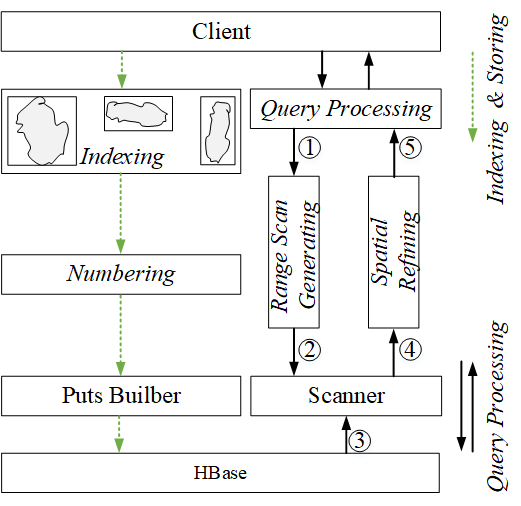 Client
Indexing
Query Processing
①
⑤
Range Scan
Generating
Spatial
Refining
Numbering
②
④
Puts Builber
Scanner
③
HBase
Indexing & Storing
Query Processing